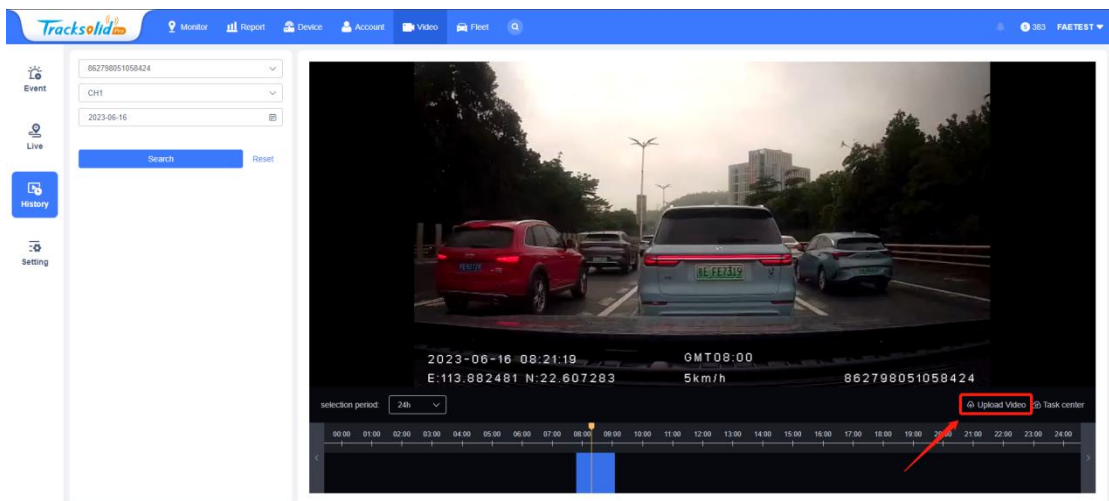 Tracksolid Pro
Monitor Report Device Account Video Fleet 383 FAETEST
Event
Live
History
Setting
862798051058424
CH1
2023-06-16
Search Reset
2023-06-16 08:21:19 GMT08:00
E:113.882481 N:22.607283 5km/h 862798051058424
selection period: 24h Upload Video Task center
00:00 01:00 02:00 03:00 04:00 05:00 06:00 07:00 08:00 09:00 10:00 11:00 12:00 13:00 14:00 15:00 16:00 17:00 18:00 19:00 20:00 21:00 22:00 23:00 24:00